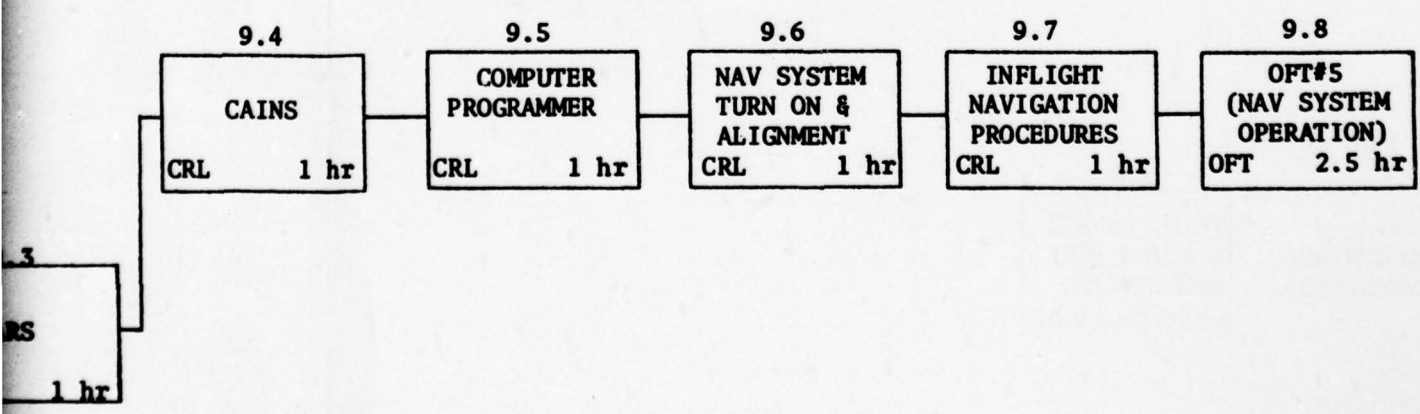 9.4
CAINS
CRL 1 hr
9.5
COMPUTER
PROGRAMMER
CRL 1 hr
9.6
NAV SYSTEM
TURN ON &
ALIGNMENT
CRL 1 hr
9.7
INFLIGHT
NAVIGATION
PROCEDURES
CRL 1 hr
9.8
OFT#5
(NAV SYSTEM
OPERATION)
OFT 2.5 hr
.3
RS
1 hr